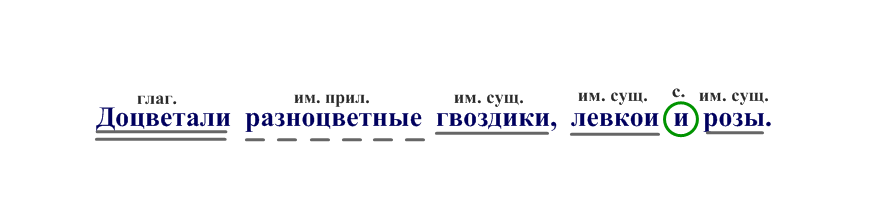 глаг. им. прил. им. сущ. им. сущ. с. им. сущ.
Доцветали разноцветные гвоздики, левкои и розы.